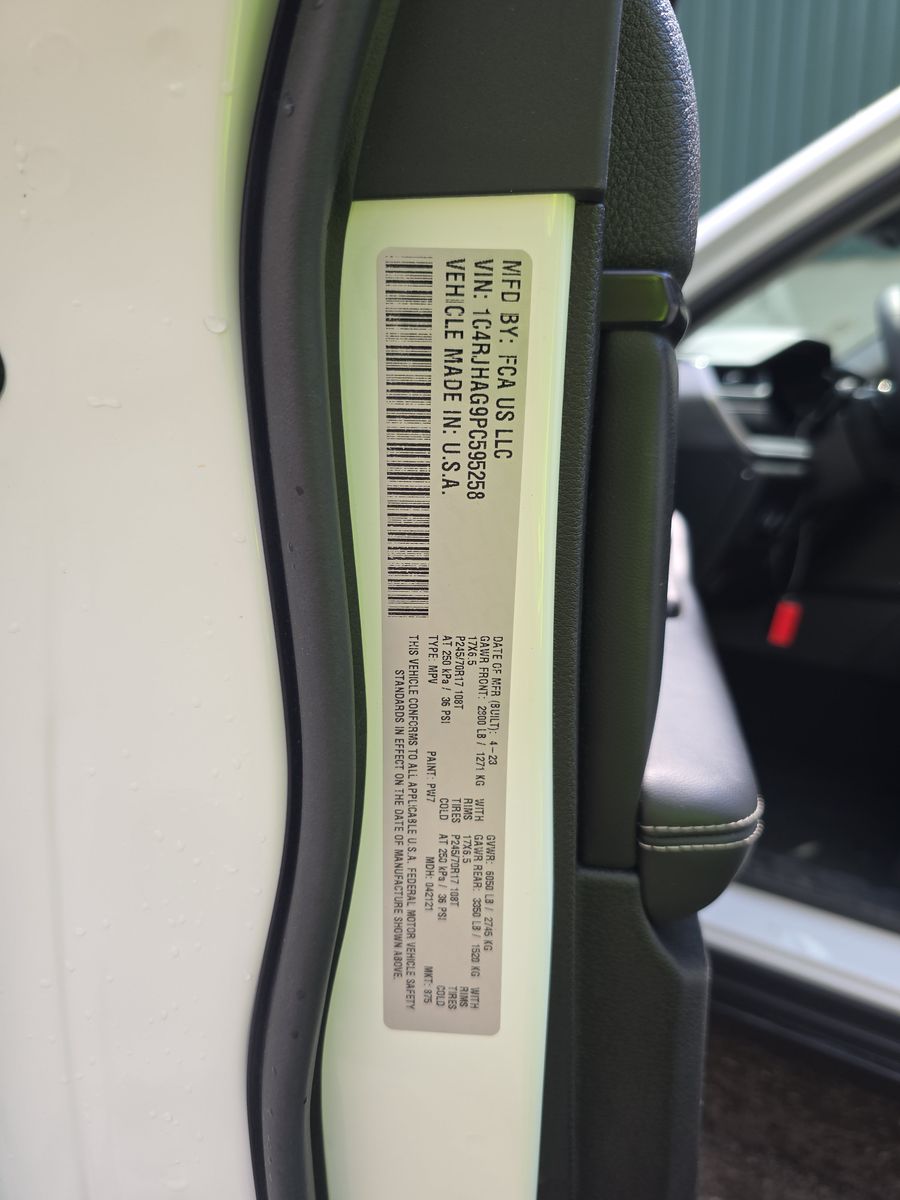 MFD BY: FCA US LLC
VIN: 1C4RJHAG9PC595258
VEHICLE MADE IN: U.S.A.
DATE OF MFR (BUILT): 4-23 GVWR: 6050 LB / 2745 KG
GAWR FRONT: 2800 LB / 1271 KG WITH GAWR REAR: 3350 LB / 1520 KG WITH
17X6.5 RIMS 17X6.5 RIMS
P245/70R17 108T TIRES P245/70R17 108T TIRES
AT 250 kPa / 36 PSI COLD AT 250 kPa / 36 PSI COLD
TYPE: MPV PAINT: PW7 MDH: 042121 MKT: 875
THIS VEHICLE CONFORMS TO ALL APPLICABLE U.S.A. FEDERAL MOTOR VEHICLE SAFETY
STANDARDS IN EFFECT ON THE DATE OF MANUFACTURE SHOWN ABOVE.